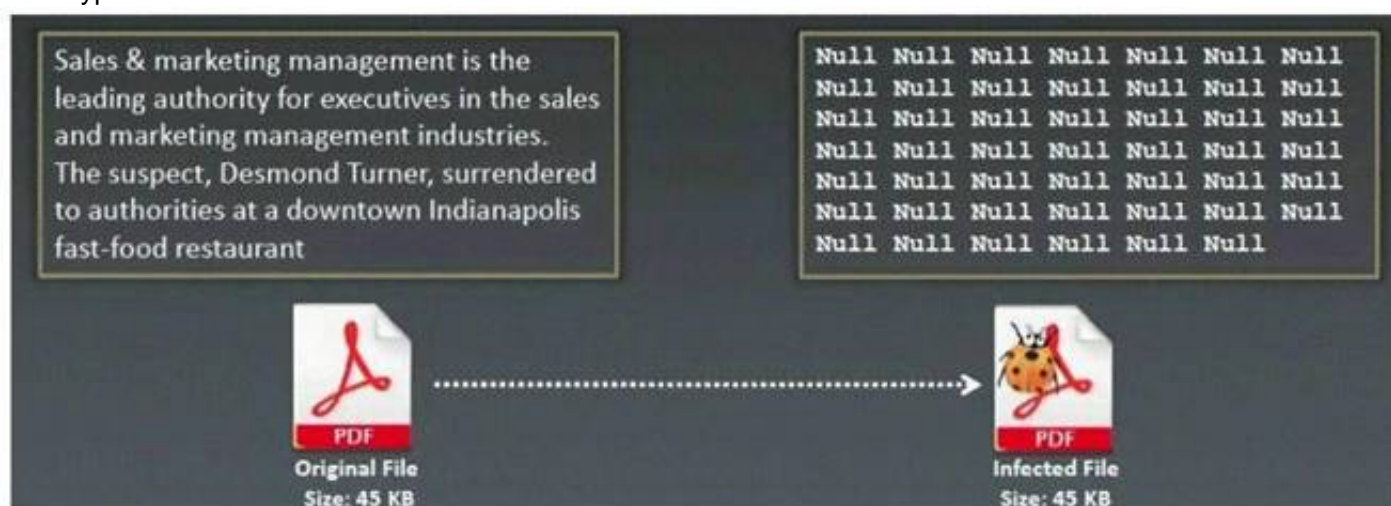 Sales & marketing management is the
leading authority for executives in the sales
and marketing management industries.
The suspect, Desmond Turner, surrendered
to authorities at a downtown Indianapolis
fast-food restaurant
Null Null Null Null Null Null Null
Null Null Null Null Null Null Null
Null Null Null Null Null Null Null
Null Null Null Null Null Null Null
Null Null Null Null Null Null Null
Null Null Null Null Null Null Null
Null Null Null Null Null Null
PDF
Original File
Size: 45 KB
PDF
Infected File
Size: 45 KB